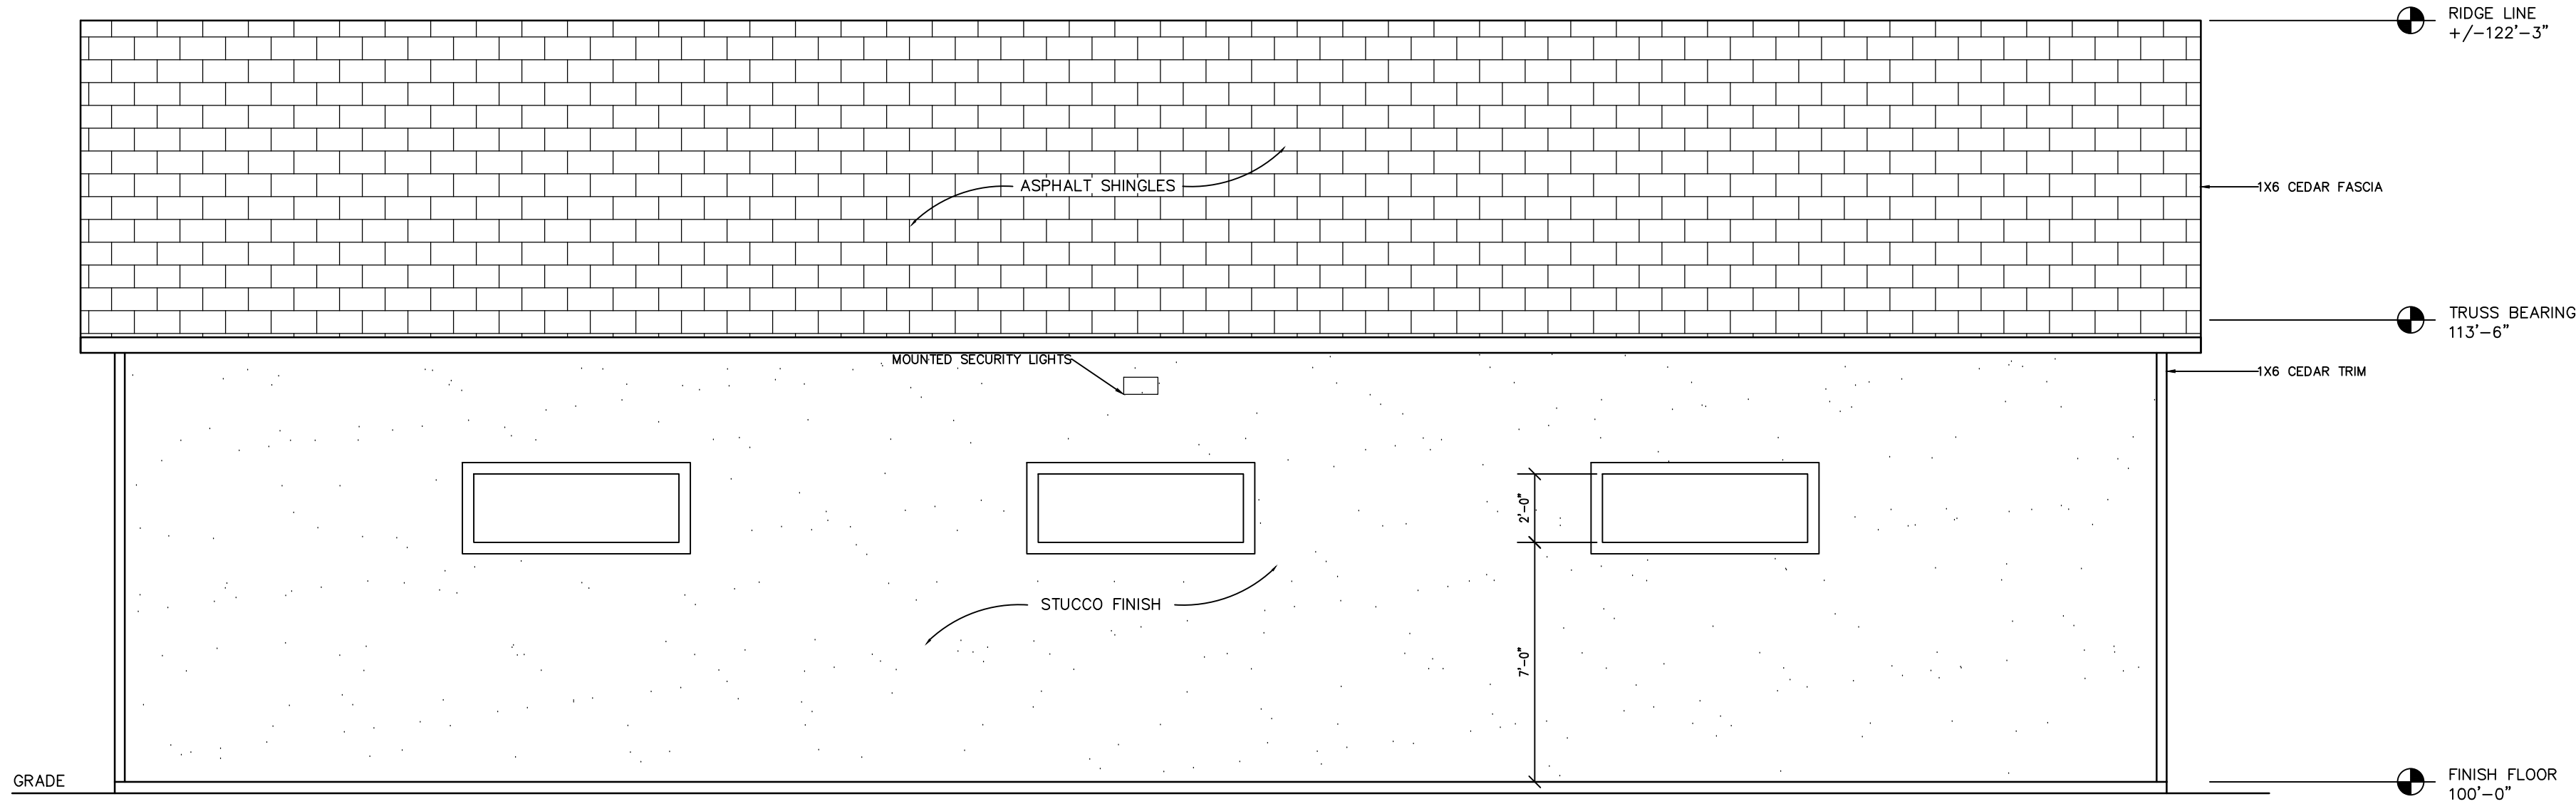 RIDGE LINE
+/-122'-3"
ASPHALT SHINGLES
1X6 CEDAR FASCIA
TRUSS BEARING
113'-6"
MOUNTED SECURITY LIGHTS
1X6 CEDAR TRIM
2'-0"
STUCCO FINISH
7'-0"
GRADE
FINISH FLOOR
100'-0"